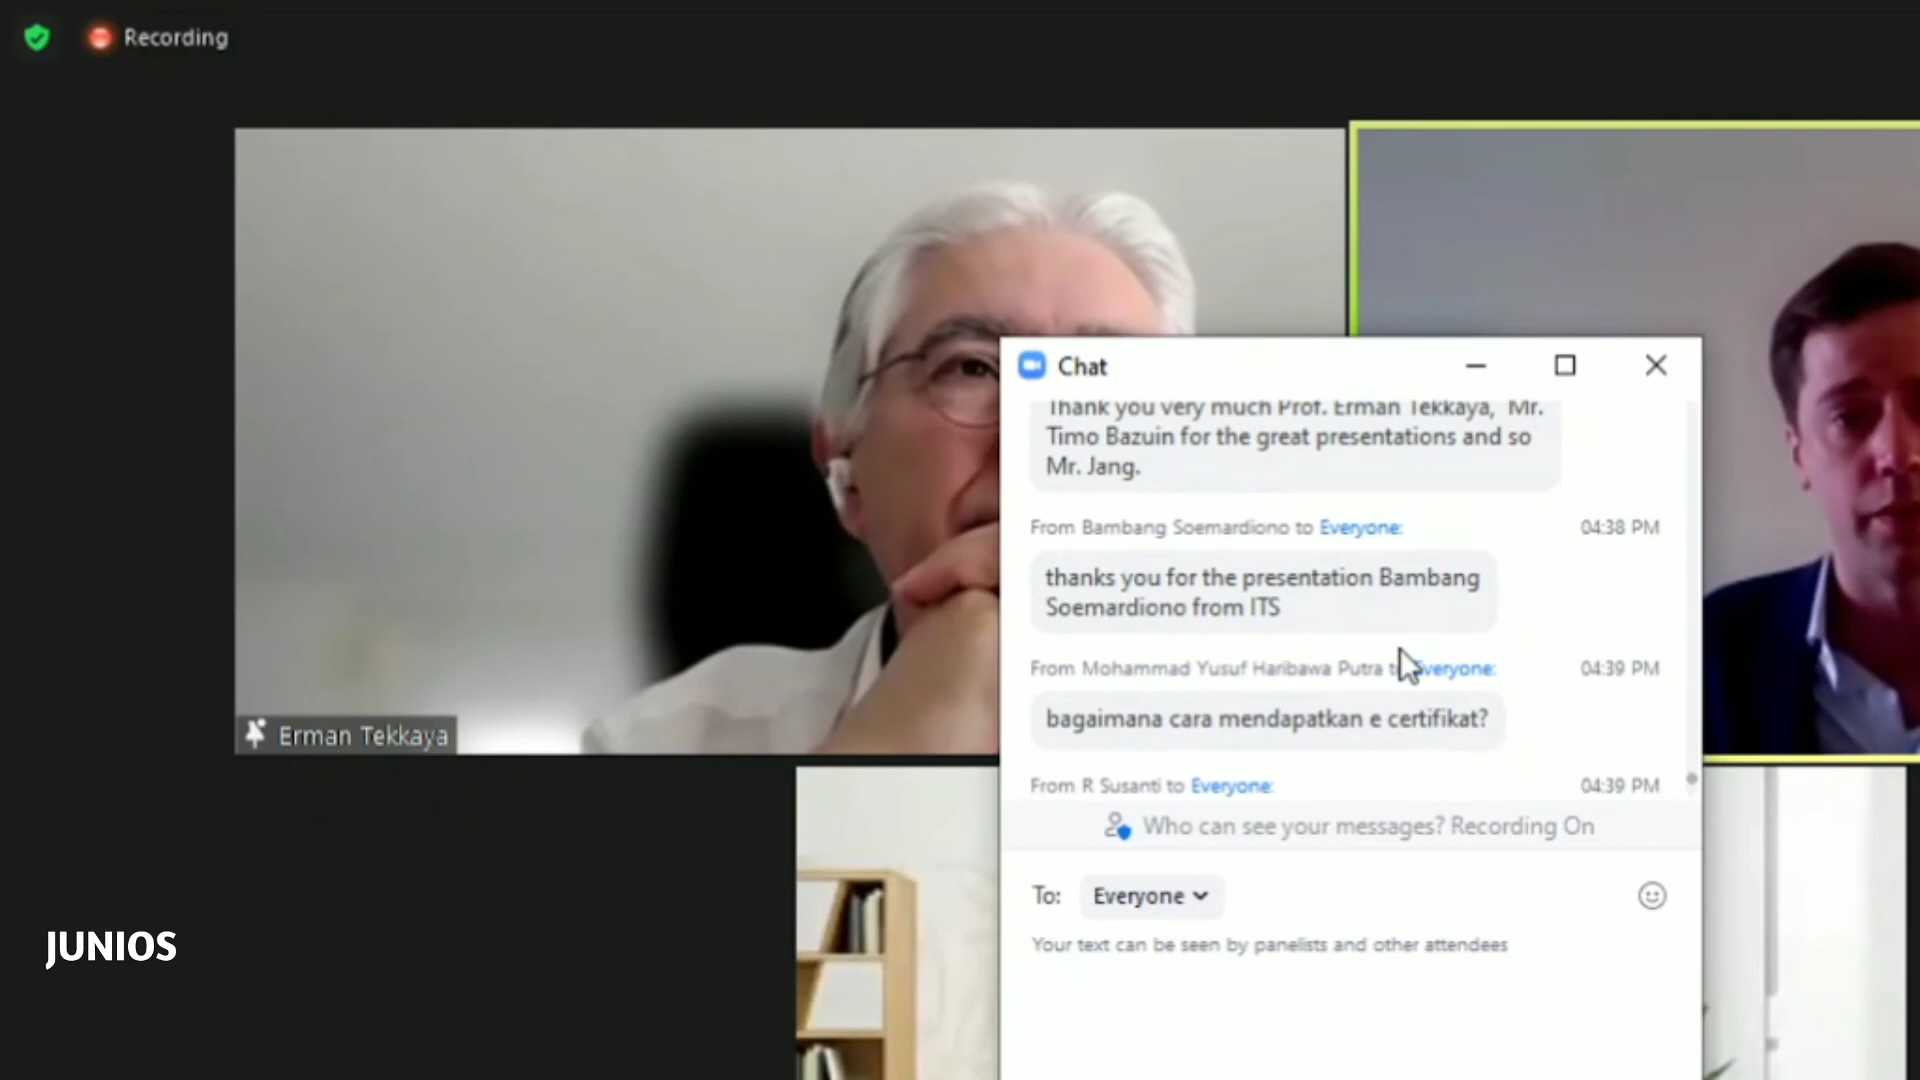 Recording
Chat
Thank you very much Prof. Erman Tekkaya, Mr.
Timo Bazuin for the great presentations and so
Mr. Jang.
From Bambang Soemardiono to Everyone: 04:38 PM
thanks you for the presentation Bambang
Soemardiono from ITS
From Mohammad Yusuf Haribawa Putra to Everyone: 04:39 PM
bagaimana cara mendapatkan e certifikat?
Erman Tekkaya
From R Susanti to Everyone: 04:39 PM
Who can see your messages? Recording On
To: Everyone
Your text can be seen by panelists and other attendees
JUNIOS